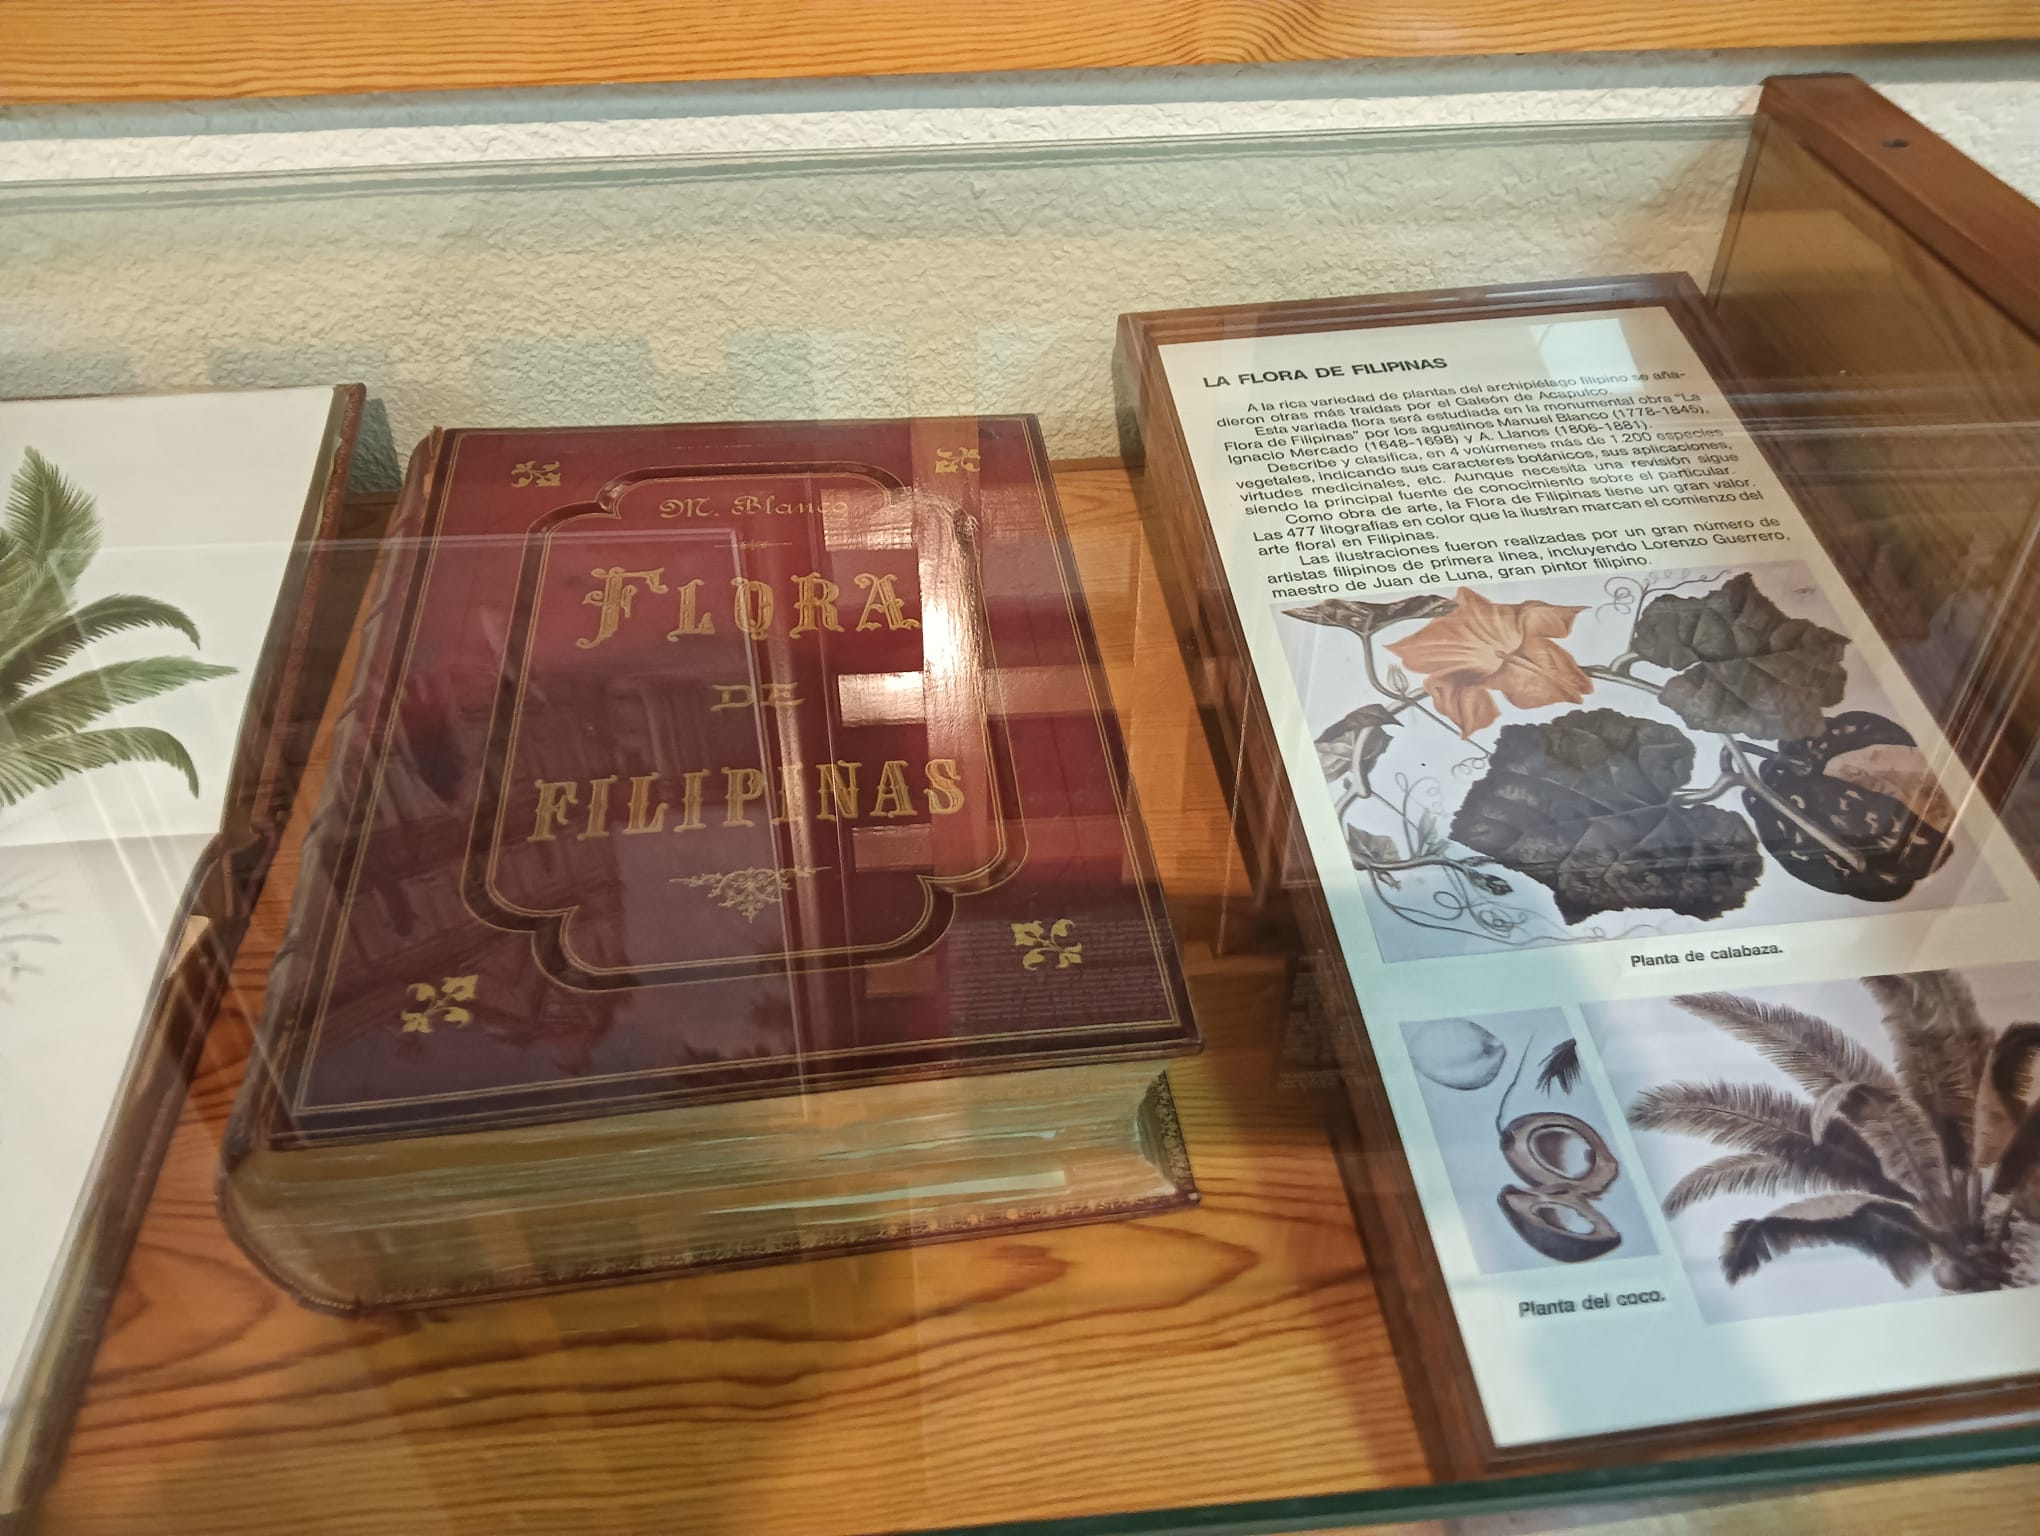 M. Blanco
FLORA
DE
FILIPINAS
LA FLORA DE FILIPINAS
A la rica variedad de plantas del archipiélago filipino se aña-
dieron otras más traídas por el Galeón de Acapulco.
Esta variada flora será estudiada en la monumental obra "La
Flora de Filipinas" por los agustinos Manuel Blanco (1778-1845),
Ignacio Mercado (1648-1698) y A. Llanos (1806-1881).
Describe y clasifica, en 4 volúmenes más de 1.200 especies
vegetales, indicando sus caracteres botánicos, sus aplicaciones,
virtudes medicinales, etc. Aunque necesita una revisión sigue
siendo la principal fuente de conocimiento sobre el particular.
Como obra de arte, la Flora de Filipinas tiene un gran valor.
Las 477 litografías en color que la ilustran marcan el comienzo del
arte floral en Filipinas.
Las ilustraciones fueron realizadas por un gran número de
artistas filipinos de primera línea, incluyendo Lorenzo Guerrero,
maestro de Juan de Luna, gran pintor filipino.
Planta de calabaza.
Planta del coco.